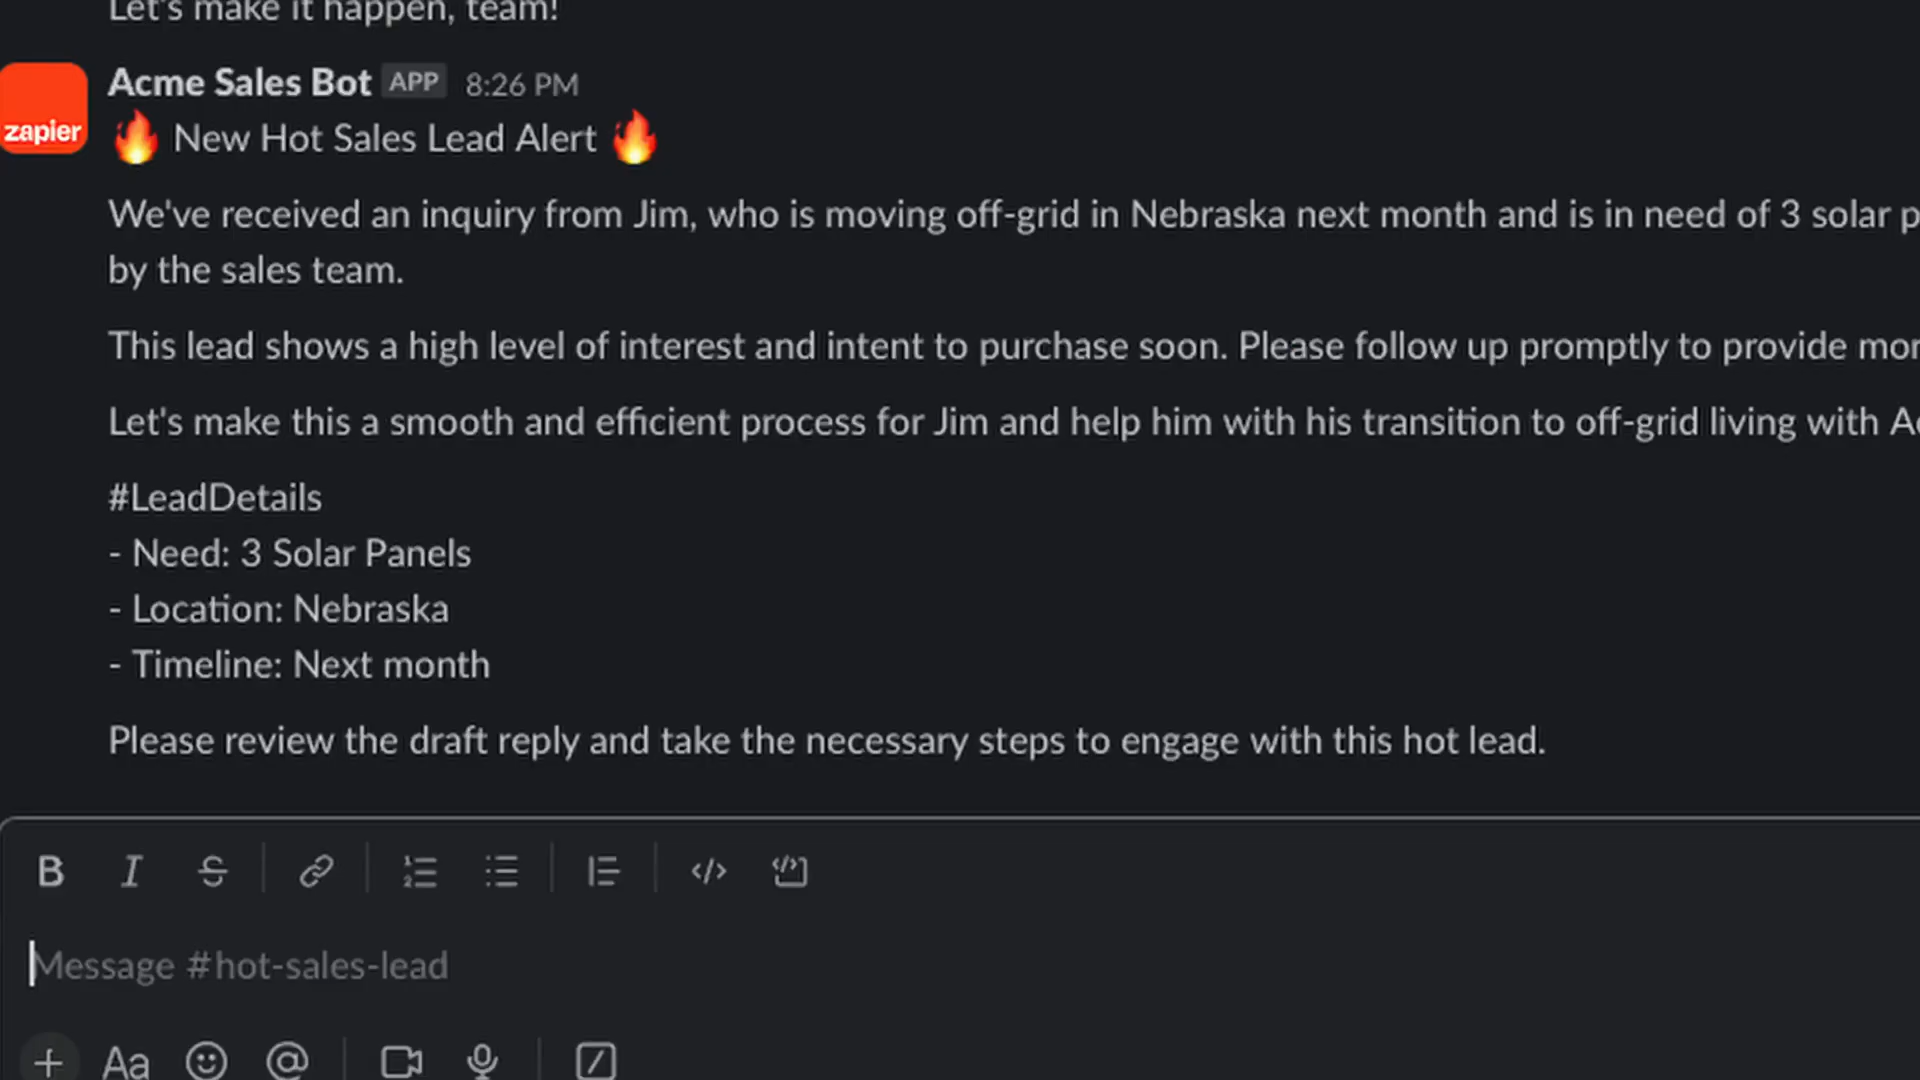 Let's make it happen, team!
Acme Sales Bot APP 8:26 PM
zapier
🔥 New Hot Sales Lead Alert 🔥
We've received an inquiry from Jim, who is moving off-grid in Nebraska next month and is in need of 3 solar
by the sales team.
This lead shows a high level of interest and intent to purchase soon. Please follow up promptly to provide
Let's make this a smooth and efficient process for Jim and help him with his transition to off-grid living with
#LeadDetails
- Need: 3 Solar Panels
- Location: Nebraska
- Timeline: Next month
Please review the draft reply and take the necessary steps to engage with this hot lead.
B I S
Message #hot-sales-lead
+ Aa @